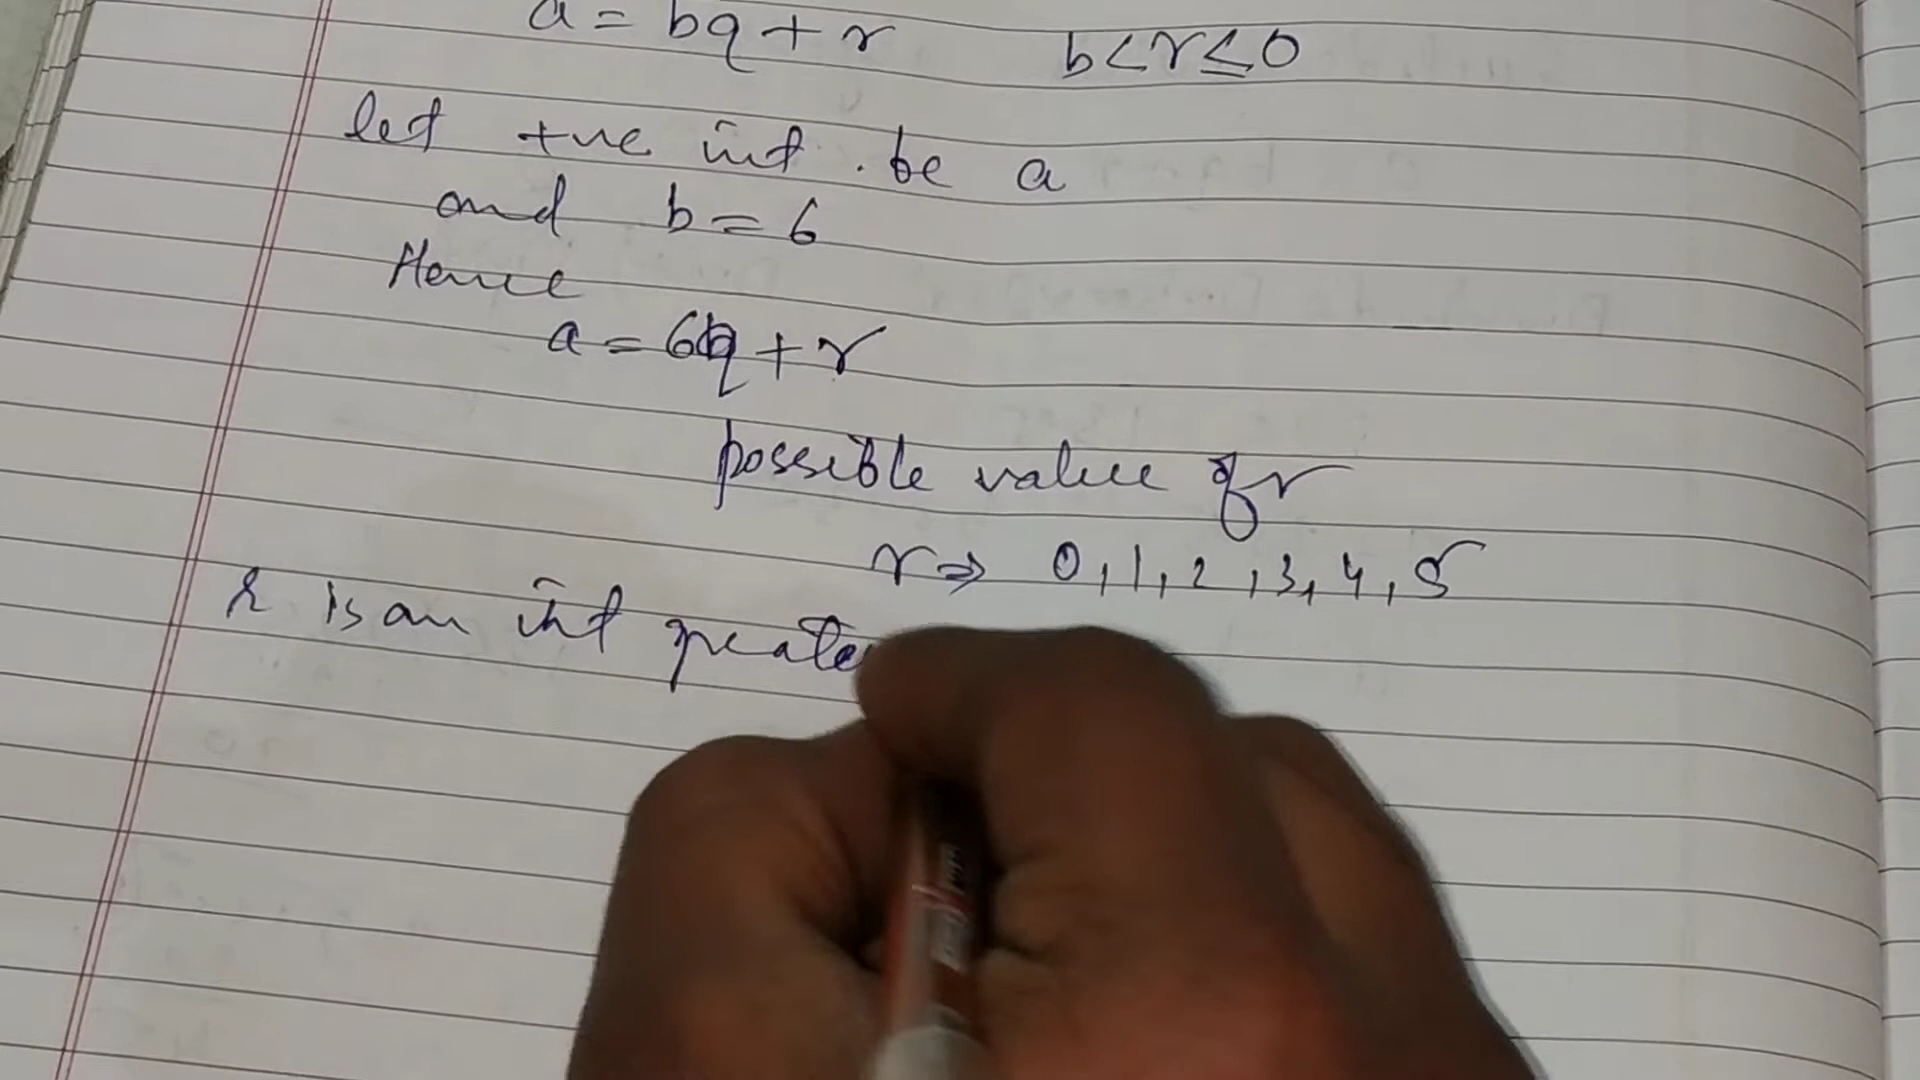 a = bq + r b<r≤0
let +ve int. be a
and b = 6
Hence
a = 6q + r
possible value of r
r ⇒ 0, 1, 2, 3, 4, 5
r is an int greate